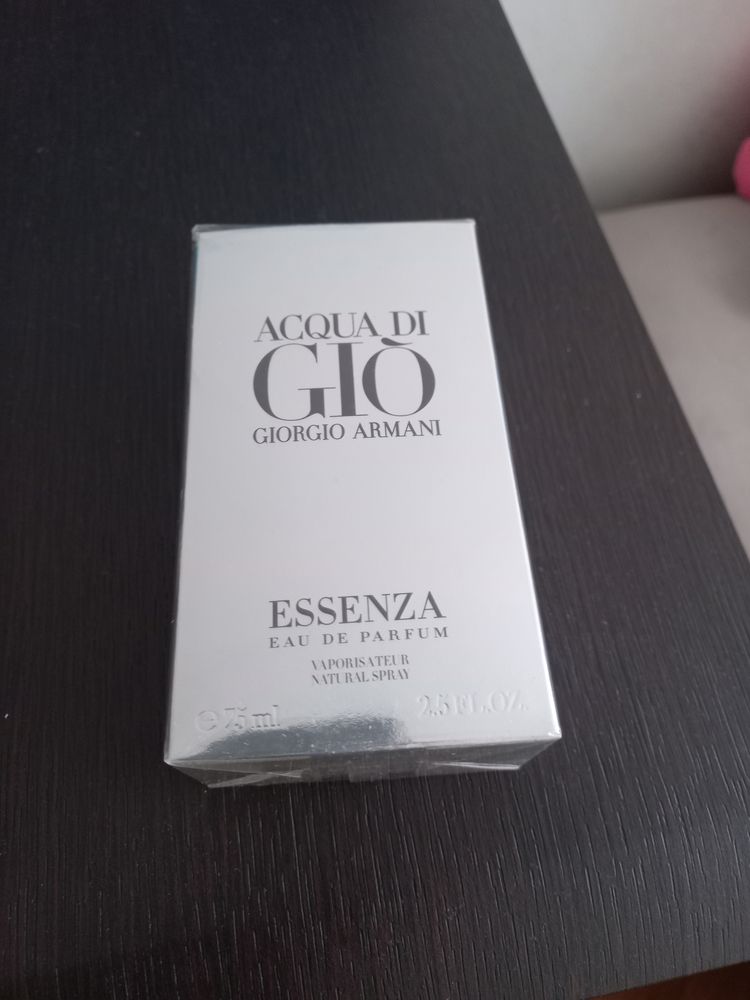 ACQUA DI
GIÒ
GIORGIO ARMANI
ESSENZA
EAU DE PARFUM
VAPORISATEUR
NATURAL SPRAY
℮ 75 ml 2.5 FL.OZ.